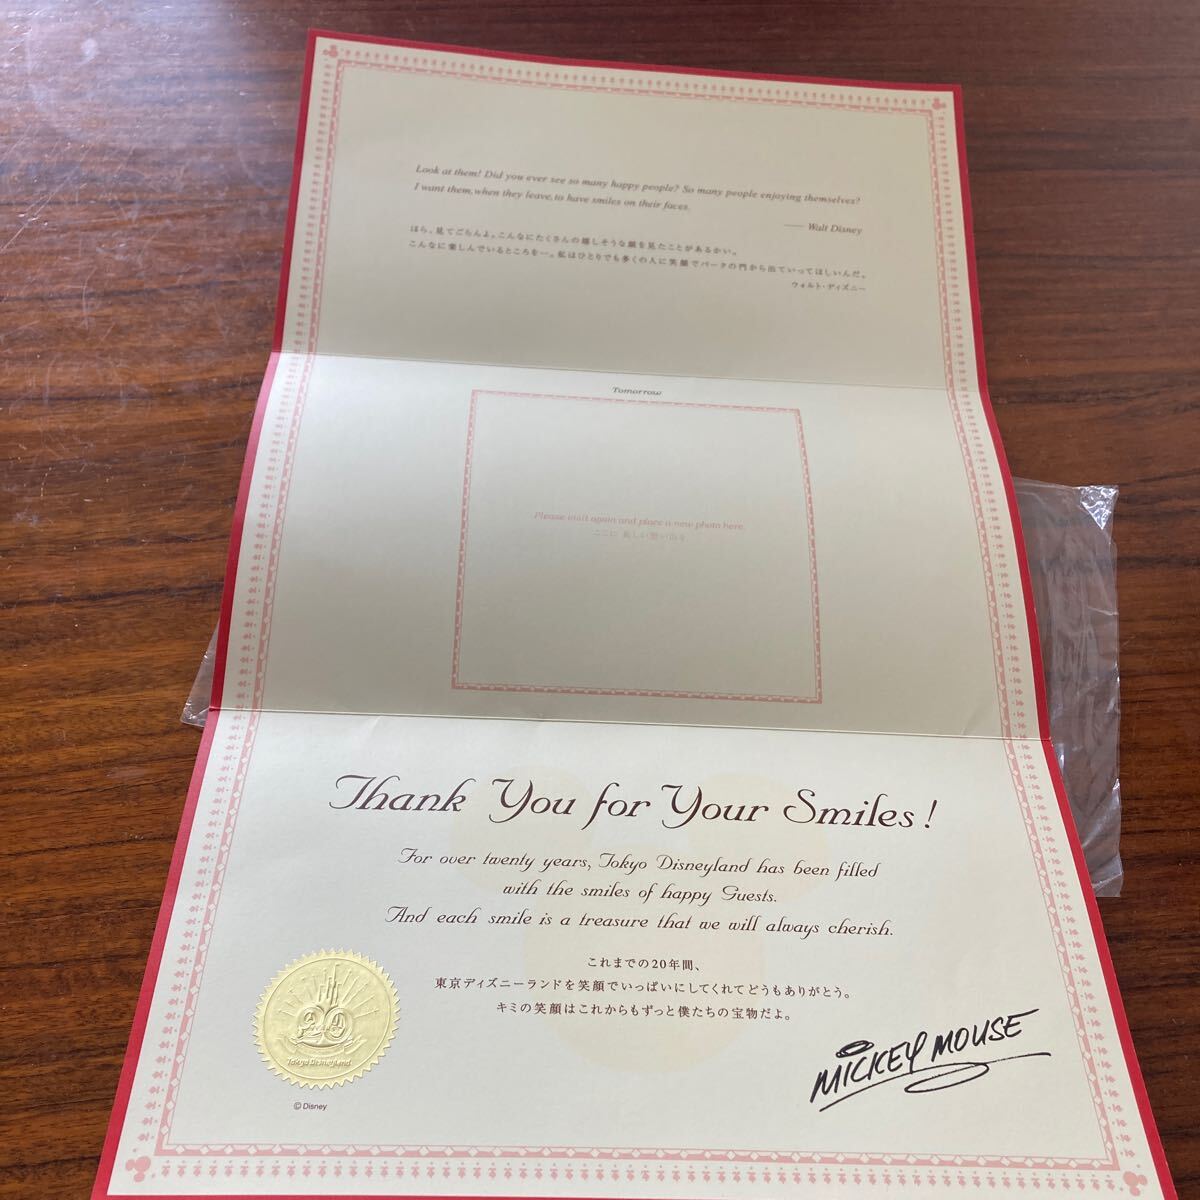 Look at them! Did you ever see so many happy people? So many people enjoying themselves?
I want them, when they leave, to have smiles on their faces.
—— Walt Disney
ほら、見てごらんよ。こんなにたくさんの嬉しそうな顔を見たことがあるかい。
こんなに楽しんでいるところを―。私はひとりでも多くの人に笑顔でパークの門から出ていってほしいんだ。
ウォルト・ディズニー
Tomorrow
Please visit again and place a new photo here.
ここに 新しい思い出を
Thank You for Your Smiles!
For over twenty years, Tokyo Disneyland has been filled
with the smiles of happy Guests.
And each smile is a treasure that we will always cherish.
これまでの20年間、
東京ディズニーランドを笑顔でいっぱいにしてくれてどうもありがとう。
キミの笑顔はこれからもずっと僕たちの宝物だよ。
20
Tokyo Disneyland
© Disney
MICKEY MOUSE